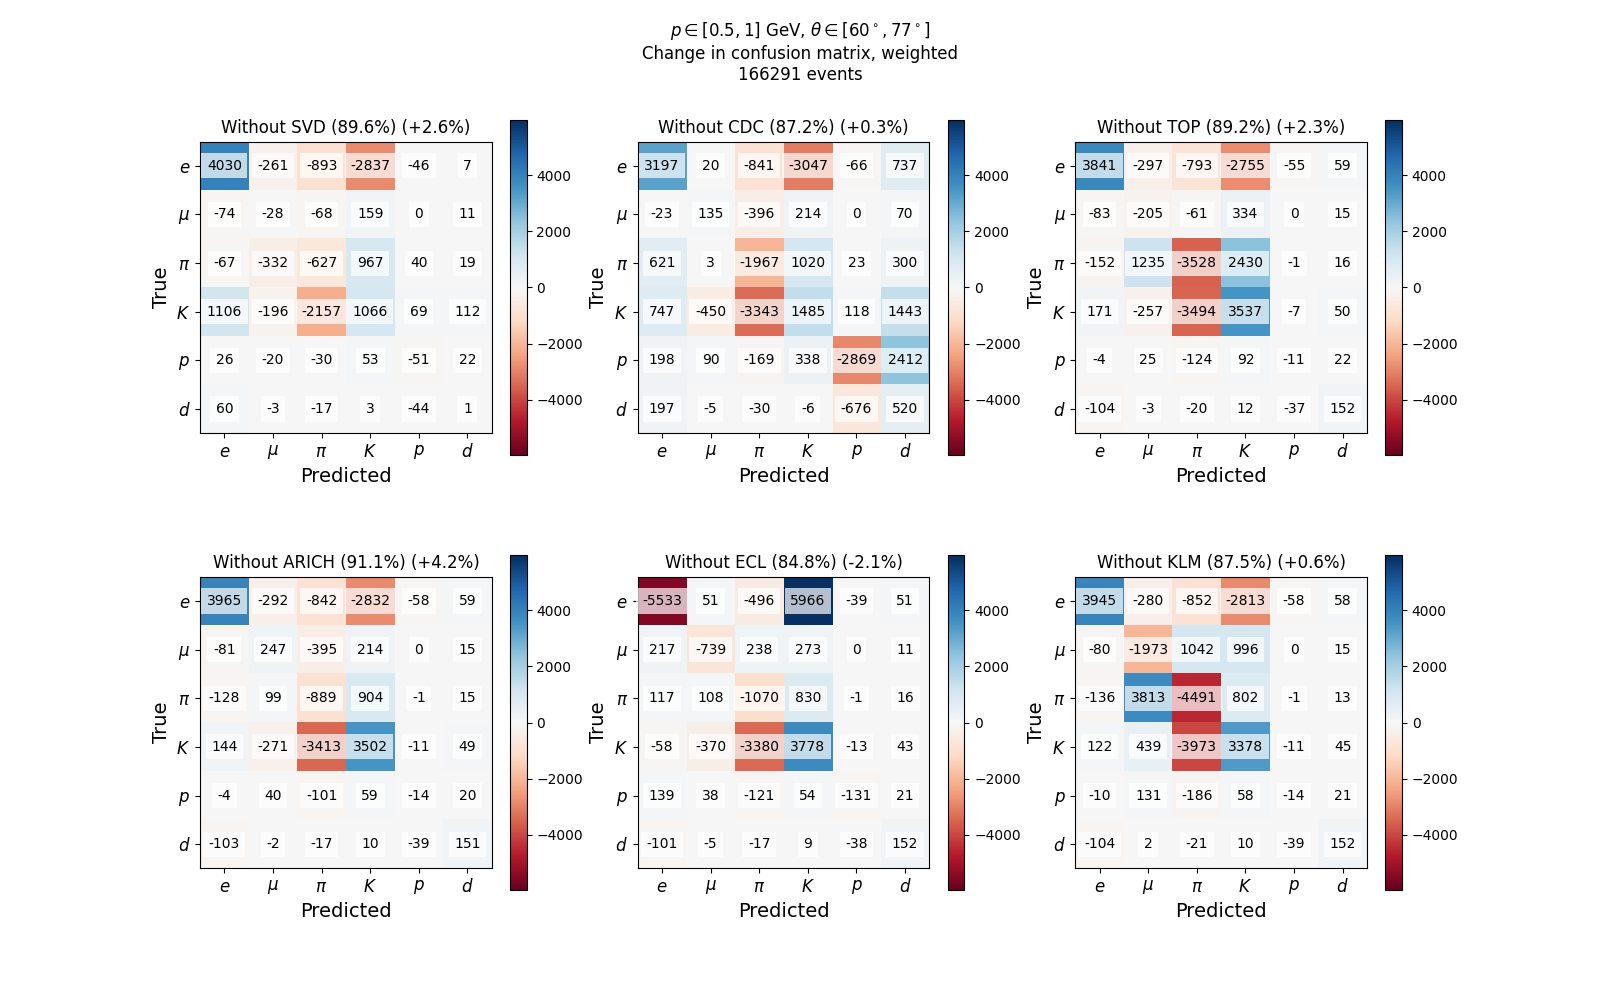 p ∈ [0.5, 1] GeV, θ ∈ [60°, 77°]
Change in confusion matrix, weighted
166291 events
Without SVD (89.6%) (+2.6%)
e 4030 -261 -893 -2837 -46 7
μ -74 -28 -68 159 0 11
π -67 -332 -627 967 40 19
K 1106 -196 -2157 1066 69 112
p 26 -20 -30 53 -51 22
d 60 -3 -17 3 -44 1
e μ π K p d
Predicted
True
4000
2000
0
−2000
−4000
Without CDC (87.2%) (+0.3%)
3197 20 -841 -3047 -66 737
-23 135 -396 214 0 70
621 3 -1967 1020 23 300
747 -450 -3343 1485 118 1443
198 90 -169 338 -2869 2412
197 -5 -30 -6 -676 520
e μ π K p d
Predicted
True
4000
2000
0
−2000
−4000
Without TOP (89.2%) (+2.3%)
e 3841 -297 -793 -2755 -55 59
μ -83 -205 -61 334 0 15
π -152 1235 -3528 2430 -1 16
K 171 -257 -3494 3537 -7 50
p -4 25 -124 92 -11 22
d -104 -3 -20 12 -37 152
e μ π K p d
Predicted
True
4000
2000
0
−2000
−4000
Without ARICH (91.1%) (+4.2%)
e 3965 -292 -842 -2832 -58 59
μ -81 247 -395 214 0 15
π -128 99 -889 904 -1 15
K 144 -271 -3413 3502 -11 49
p -4 40 -101 59 -14 20
d -103 -2 -17 10 -39 151
e μ π K p d
Predicted
True
4000
2000
0
−2000
−4000
Without ECL (84.8%) (-2.1%)
e -5533 51 -496 5966 -39 51
μ 217 -739 238 273 0 11
π 117 108 -1070 830 -1 16
K -58 -370 -3380 3778 -13 43
p 139 38 -121 54 -131 21
d -101 -5 -17 9 -38 152
e μ π K p d
Predicted
True
4000
2000
0
−2000
−4000
Without KLM (87.5%) (+0.6%)
e 3945 -280 -852 -2813 -58 58
μ -80 -1973 1042 996 0 15
π -136 3813 -4491 802 -1 13
K 122 439 -3973 3378 -11 45
p -10 131 -186 58 -14 21
d -104 2 -21 10 -39 152
e μ π K p d
Predicted
True
4000
2000
0
−2000
−4000